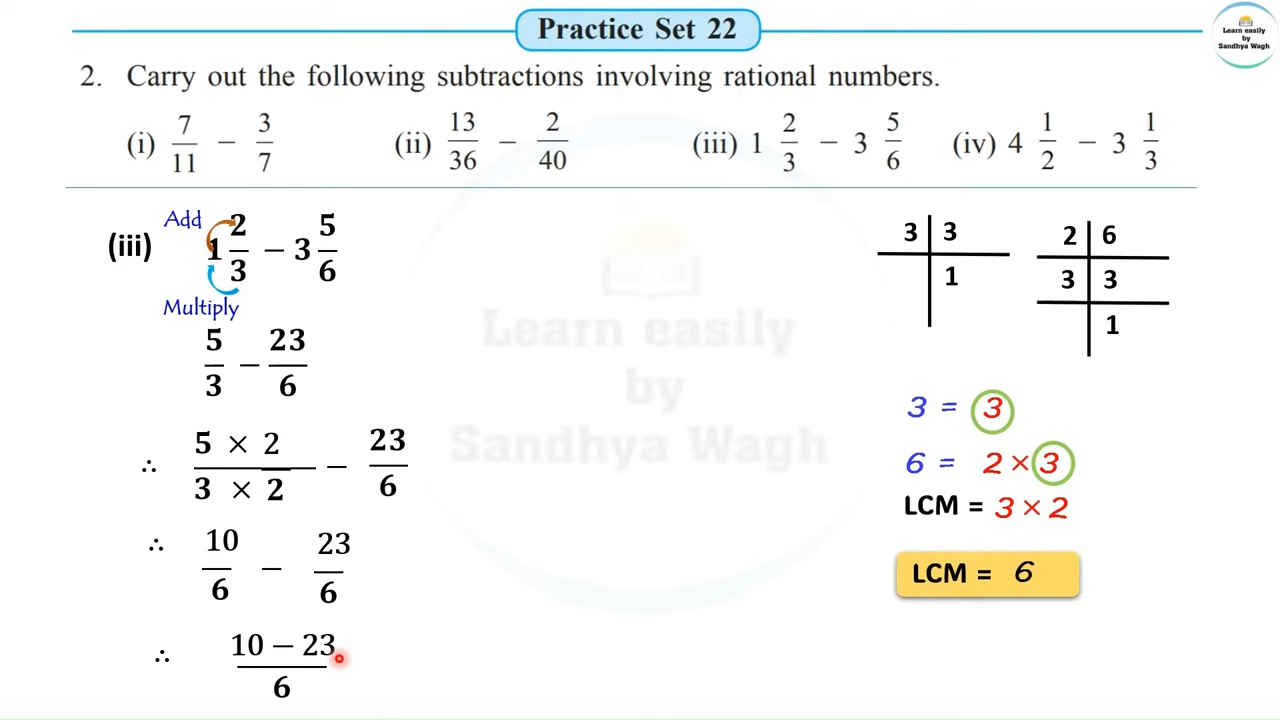 Practice Set 22
Learn easily
by
Sandhya Wagh
2. Carry out the following subtractions involving rational numbers.
(i) 7/11 − 3/7 (ii) 13/36 − 2/40 (iii) 1 2/3 − 3 5/6 (iv) 4 1/2 − 3 1/3
Add
(iii) 1 2/3 − 3 5/6
Multiply
5/3 − 23/6
∴ 5 × 2 / 3 × 2 − 23/6
∴ 10/6 − 23/6
∴ 10 − 23 / 6
3 | 3
1
2 | 6
3 | 3
1
3 = 3
6 = 2 × 3
LCM = 3 × 2
LCM = 6
Learn easily
by
Sandhya Wagh